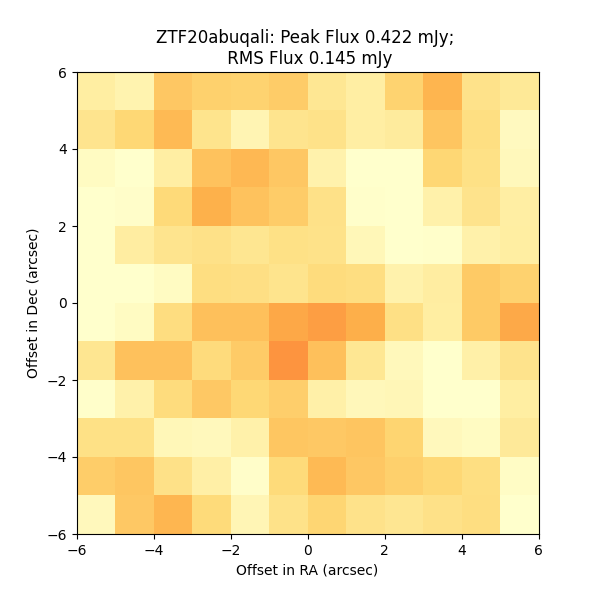 ZTF20abuqali: Peak Flux 0.422 mJy;
RMS Flux 0.145 mJy
6
4
2
0
−2
−4
−6
Offset in Dec (arcsec)
−6 −4 −2 0 2 4 6
Offset in RA (arcsec)